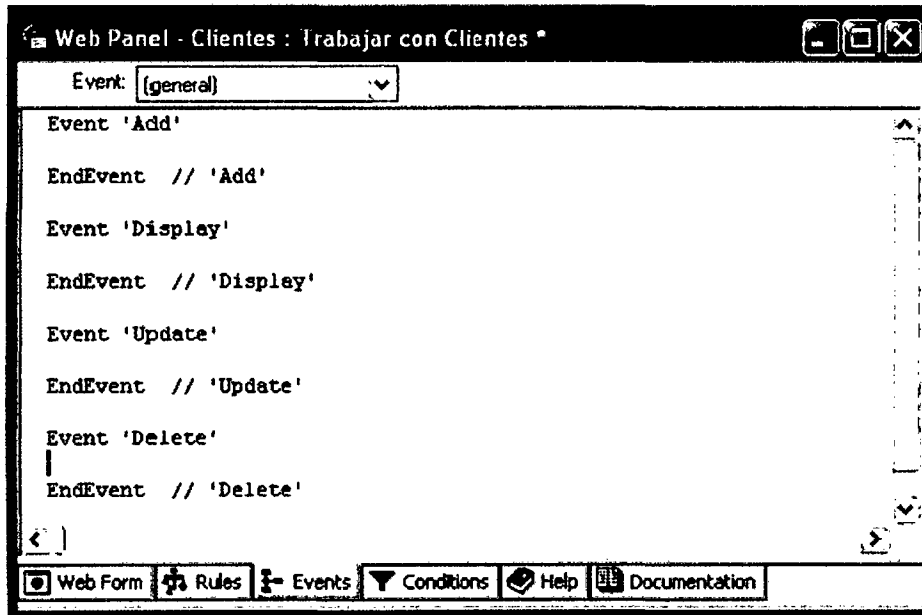 Web Panel - Clientes : Trabajar con Clientes *
Event: (general)
Event 'Add'
EndEvent // 'Add'
Event 'Display'
EndEvent // 'Display'
Event 'Update'
EndEvent // 'Update'
Event 'Delete'
EndEvent // 'Delete'
Web Form Rules Events Conditions Help Documentation